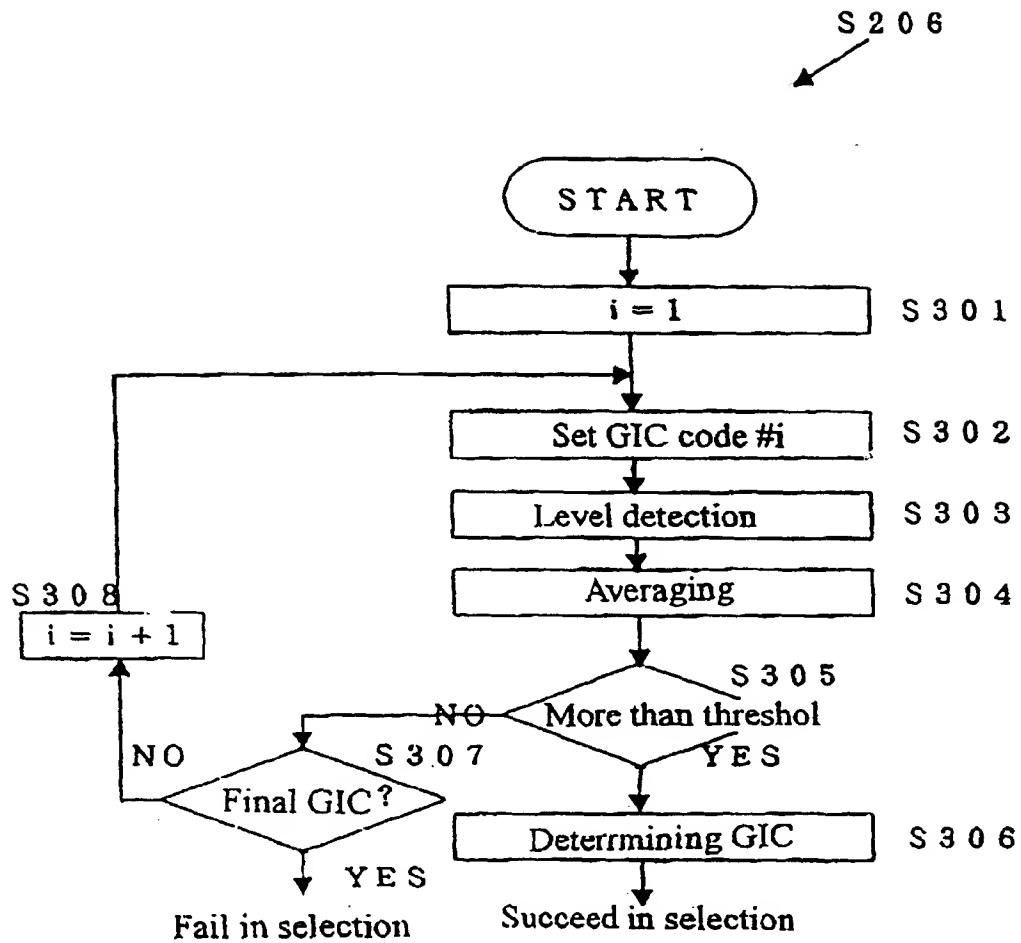 S206
START
i = 1
S301
Set GIC code #i
S302
Level detection
S303
Averaging
S304
S308
i = i + 1
S305
More than threshol
NO
YES
NO
S307
Final GIC?
Deterrmining GIC
S306
YES
Fail in selection
Succeed in selection